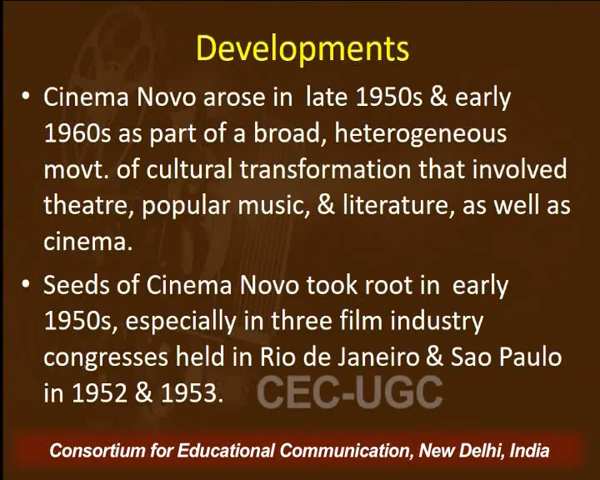 Developments
• Cinema Novo arose in late 1950s & early
1960s as part of a broad, heterogeneous
movt. of cultural transformation that involved
theatre, popular music, & literature, as well as
cinema.
• Seeds of Cinema Novo took root in early
1950s, especially in three film industry
congresses held in Rio de Janeiro & Sao Paulo
in 1952 & 1953.
CEC-UGC
Consortium for Educational Communication, New Delhi, India